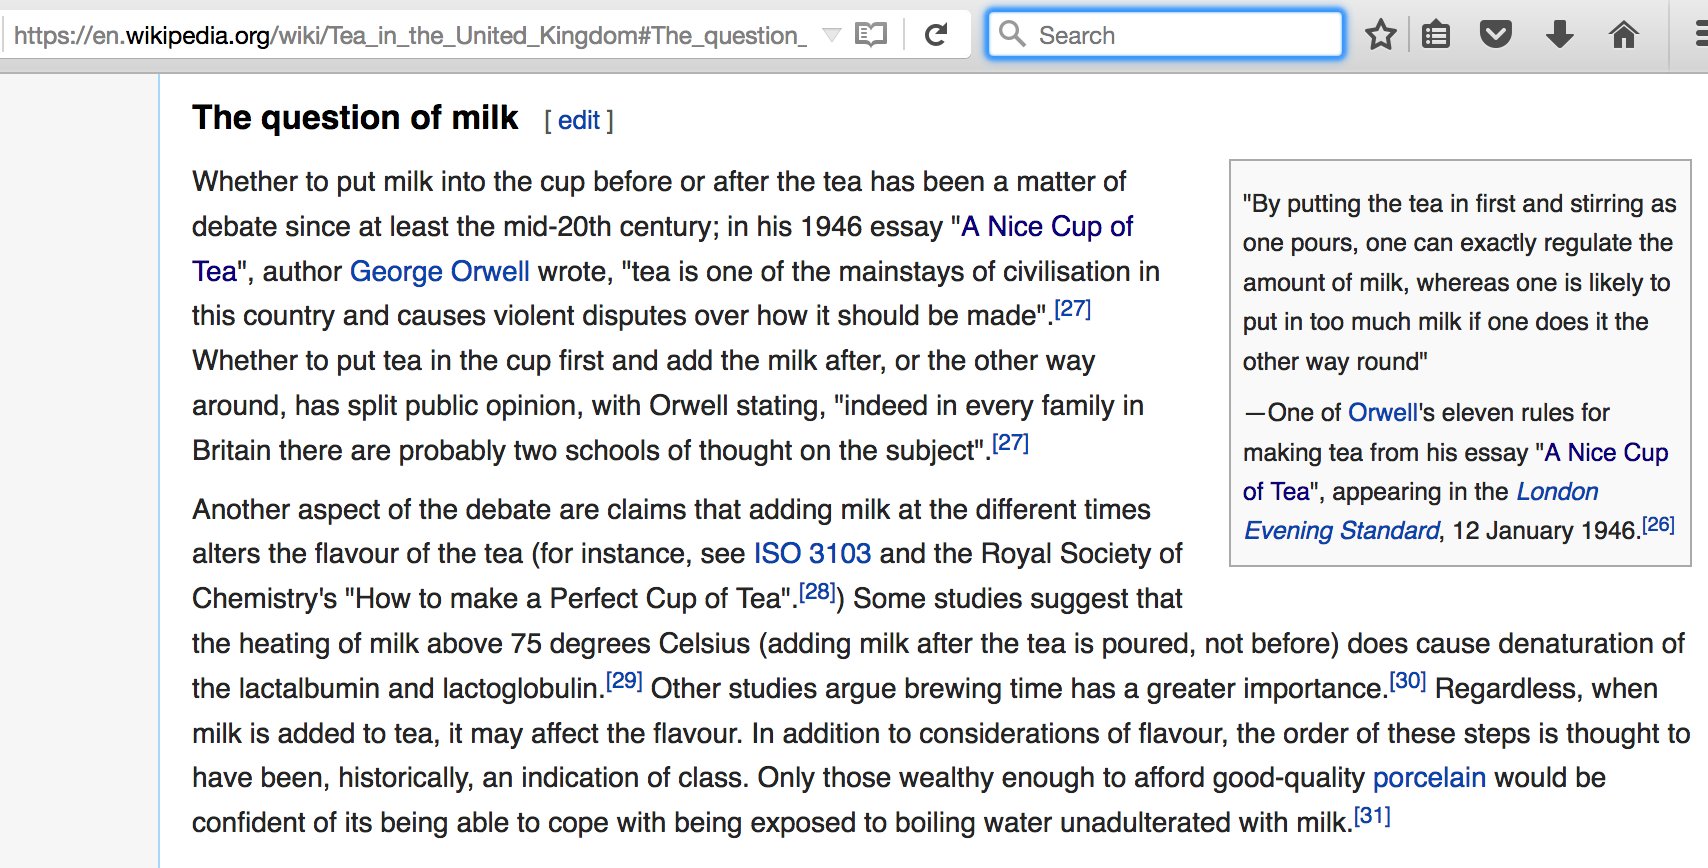 https://en.wikipedia.org/wiki/Tea_in_the_United_Kingdom#The_question_
Search
The question of milk [ edit ]
Whether to put milk into the cup before or after the tea has been a matter of
debate since at least the mid-20th century; in his 1946 essay "A Nice Cup of
Tea", author George Orwell wrote, "tea is one of the mainstays of civilisation in
this country and causes violent disputes over how it should be made".[27]
Whether to put tea in the cup first and add the milk after, or the other way
around, has split public opinion, with Orwell stating, "indeed in every family in
Britain there are probably two schools of thought on the subject".[27]
"By putting the tea in first and stirring as
one pours, one can exactly regulate the
amount of milk, whereas one is likely to
put in too much milk if one does it the
other way round"
—One of Orwell's eleven rules for
making tea from his essay "A Nice Cup
of Tea", appearing in the London
Evening Standard, 12 January 1946.[26]
Another aspect of the debate are claims that adding milk at the different times
alters the flavour of the tea (for instance, see ISO 3103 and the Royal Society of
Chemistry's "How to make a Perfect Cup of Tea".[28]) Some studies suggest that
the heating of milk above 75 degrees Celsius (adding milk after the tea is poured, not before) does cause denaturation of
the lactalbumin and lactoglobulin.[29] Other studies argue brewing time has a greater importance.[30] Regardless, when
milk is added to tea, it may affect the flavour. In addition to considerations of flavour, the order of these steps is thought to
have been, historically, an indication of class. Only those wealthy enough to afford good-quality porcelain would be
confident of its being able to cope with being exposed to boiling water unadulterated with milk.[31]